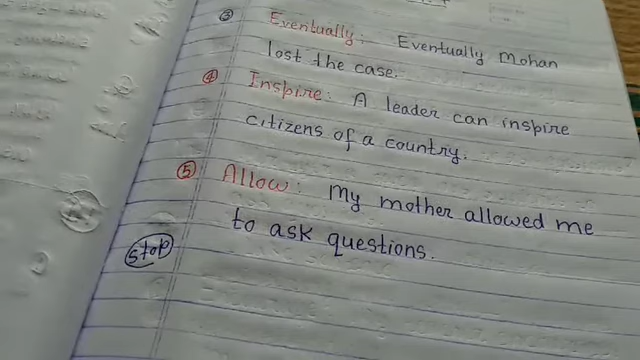 ③ Eventually: Eventually Mohan
lost the case.
④ Inspire: A leader can inspire
citizens of a country.
⑤ Allow: My mother allowed me
to ask questions.
Stop